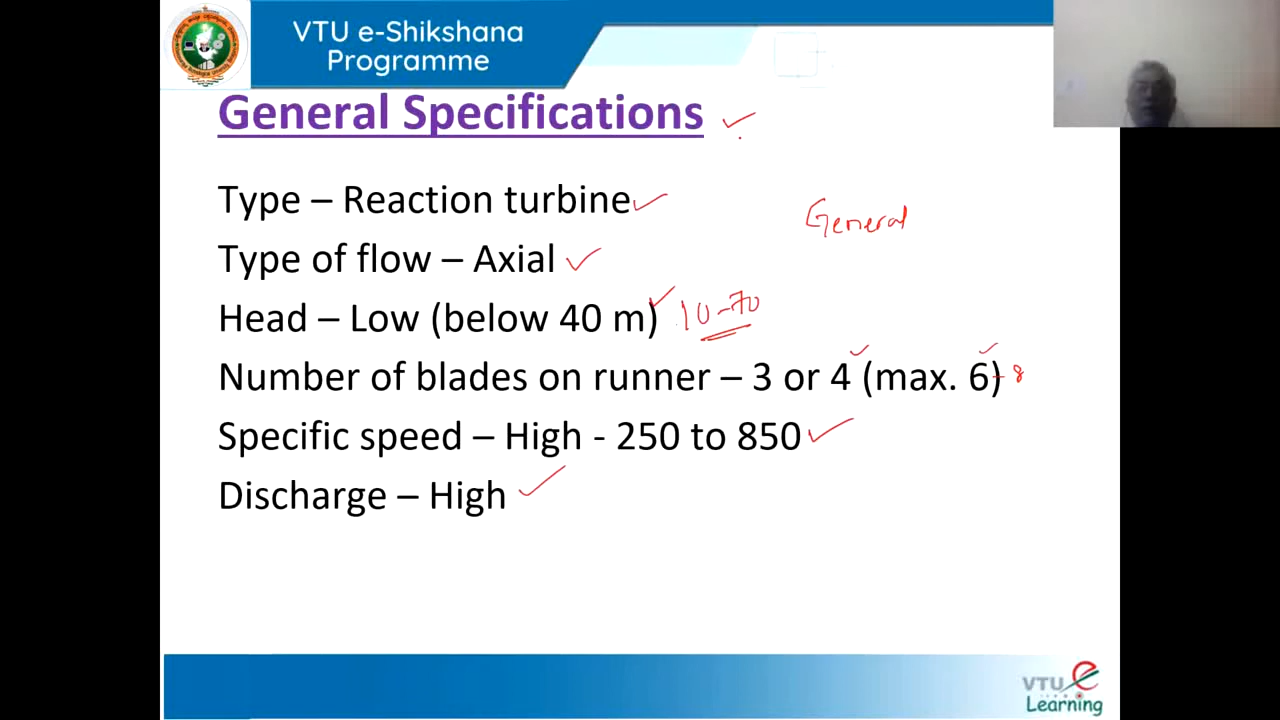 VTU e-Shikshana
Programme
General Specifications
Type – Reaction turbine
General
Type of flow – Axial
Head – Low (below 40 m) 10-70
Number of blades on runner – 3 or 4 (max. 6) - 8
Specific speed – High - 250 to 850
Discharge – High
VTU e
Learning